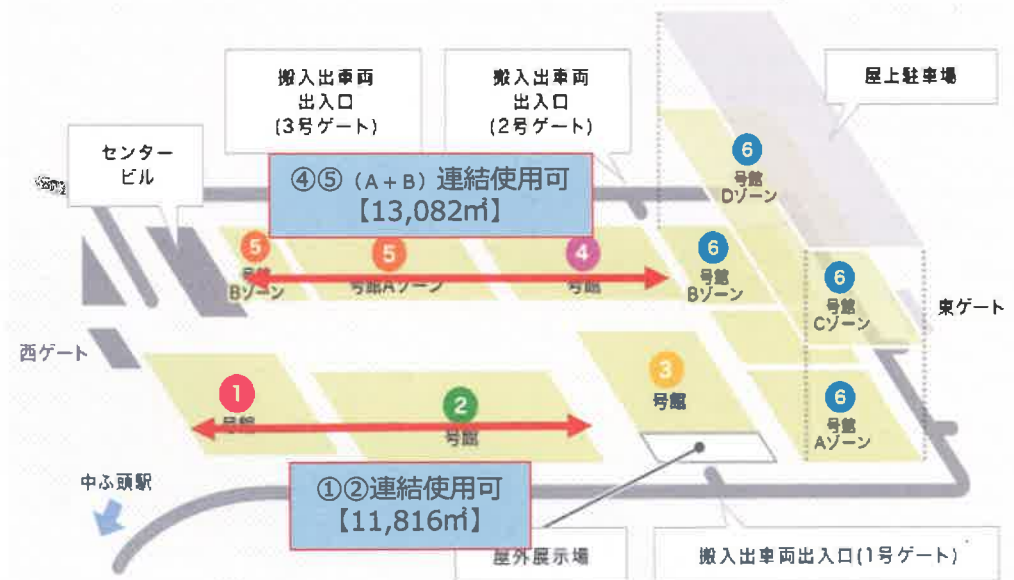 搬入出車両
出入口
(3号ゲート)
搬入出車両
出入口
(2号ゲート)
屋上駐車場
センター
ビル
④⑤（A+B）連結使用可
【13,082㎡】
6
号館
Dゾーン
5
号館
Bゾーン
5
号館Aゾーン
4
号館
6
号館
Bゾーン
6
号館
Cゾーン
東ゲート
西ゲート
1
号館
2
号館
3
号館
6
号館
Aゾーン
中ふ頭駅
①②連結使用可
【11,816㎡】
屋外展示場
搬入出車両出入口(1号ゲート)